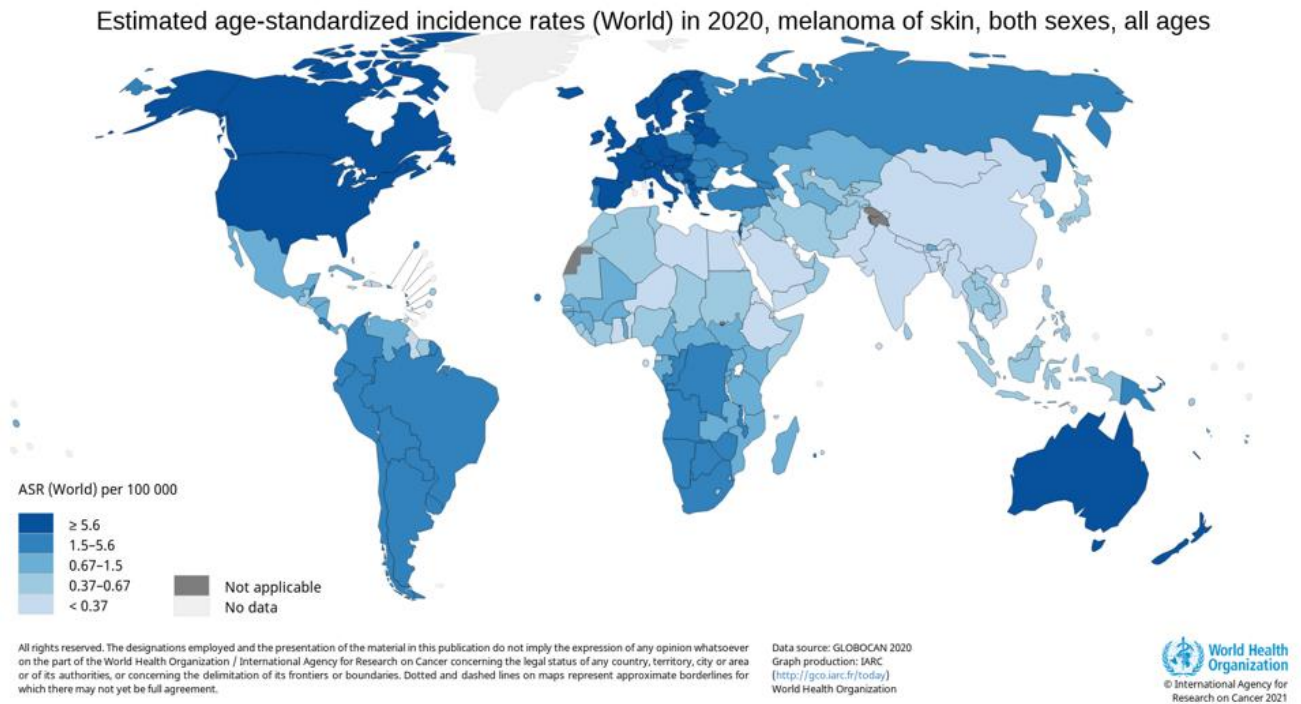 Estimated age-standardized incidence rates (World) in 2020, melanoma of skin, both sexes, all ages
ASR (World) per 100 000
≥ 5.6
1.5–5.6
0.67–1.5
0.37–0.67
< 0.37
Not applicable
No data
All rights reserved. The designations employed and the presentation of the material in this publication do not imply the expression of any opinion whatsoever
on the part of the World Health Organization / International Agency for Research on Cancer concerning the legal status of any country, territory, city or area
or of its authorities, or concerning the delimitation of its frontiers or boundaries. Dotted and dashed lines on maps represent approximate borderlines for
which there may not yet be full agreement.
Data source: GLOBOCAN 2020
Graph production: IARC
(http://gco.iarc.fr/today)
World Health Organization
World Health
Organization
© International Agency for
Research on Cancer 2021